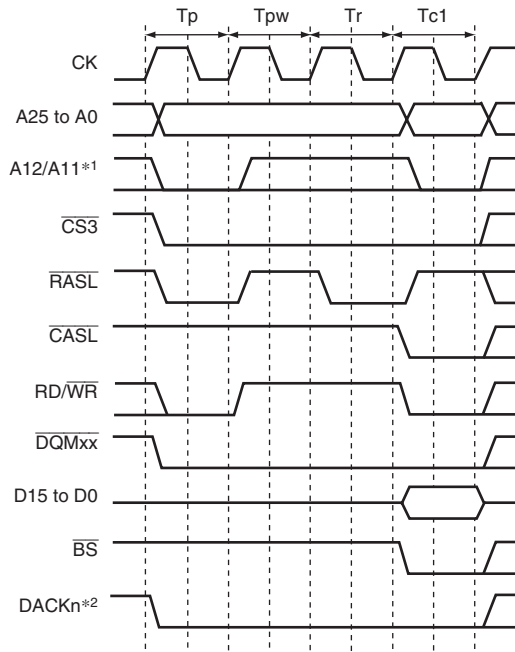 Tp Tpw Tr Tc1
CK
A25 to A0
A12/A11*1
CS3
RASL
CASL
RD/WR
DQMxx
D15 to D0
BS
DACKn*2